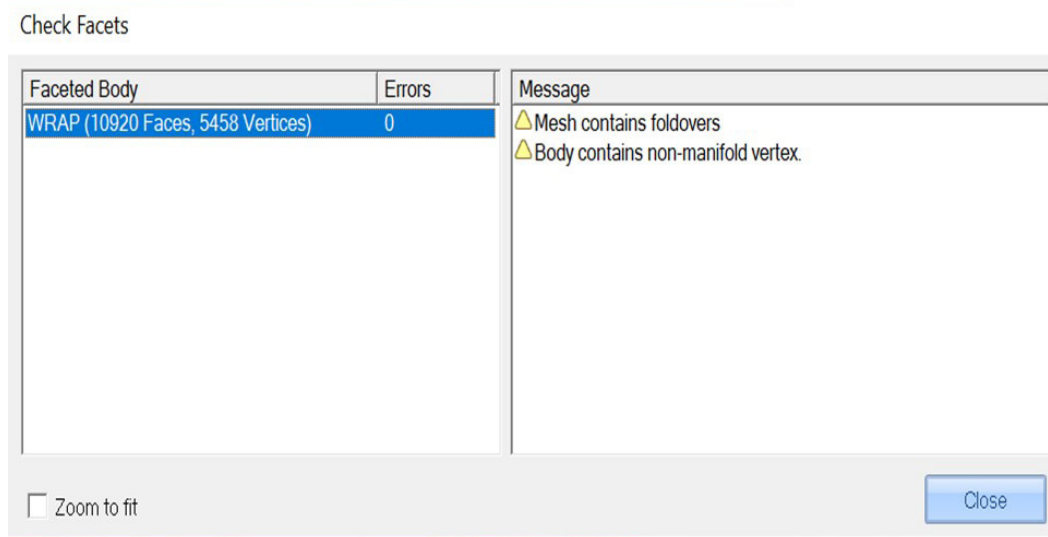 Check Facets
Faceted Body Errors Message
WRAP (10920 Faces, 5458 Vertices) 0
Mesh contains foldovers
Body contains non-manifold vertex.
Zoom to fit
Close